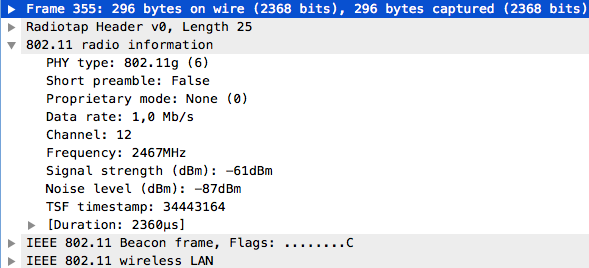 Frame 355: 296 bytes on wire (2368 bits), 296 bytes captured (2368 bits)
Radiotap Header v0, Length 25
802.11 radio information
PHY type: 802.11g (6)
Short preamble: False
Proprietary mode: None (0)
Data rate: 1,0 Mb/s
Channel: 12
Frequency: 2467MHz
Signal strength (dBm): -61dBm
Noise level (dBm): -87dBm
TSF timestamp: 34443164
[Duration: 2360µs]
IEEE 802.11 Beacon frame, Flags: ........C
IEEE 802.11 wireless LAN